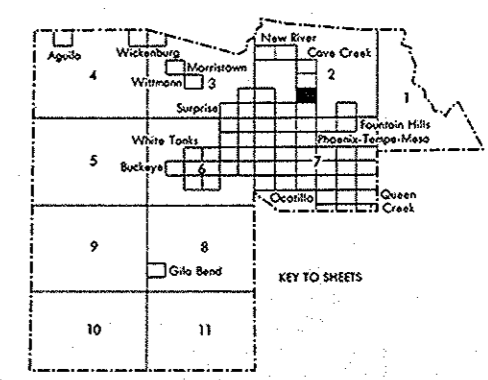 New River
Aguila
Wickenburg
Cave Creek
4
Morristown
2
Wittmann
3
1
Surprise
Fountain Hills
White Tanks
Phoenix-Tempe-Mesa
5
7
Buckeye
6
Ocotillo
Queen
Creek
9
8
Gila Bend
KEY TO SHEETS
10
11